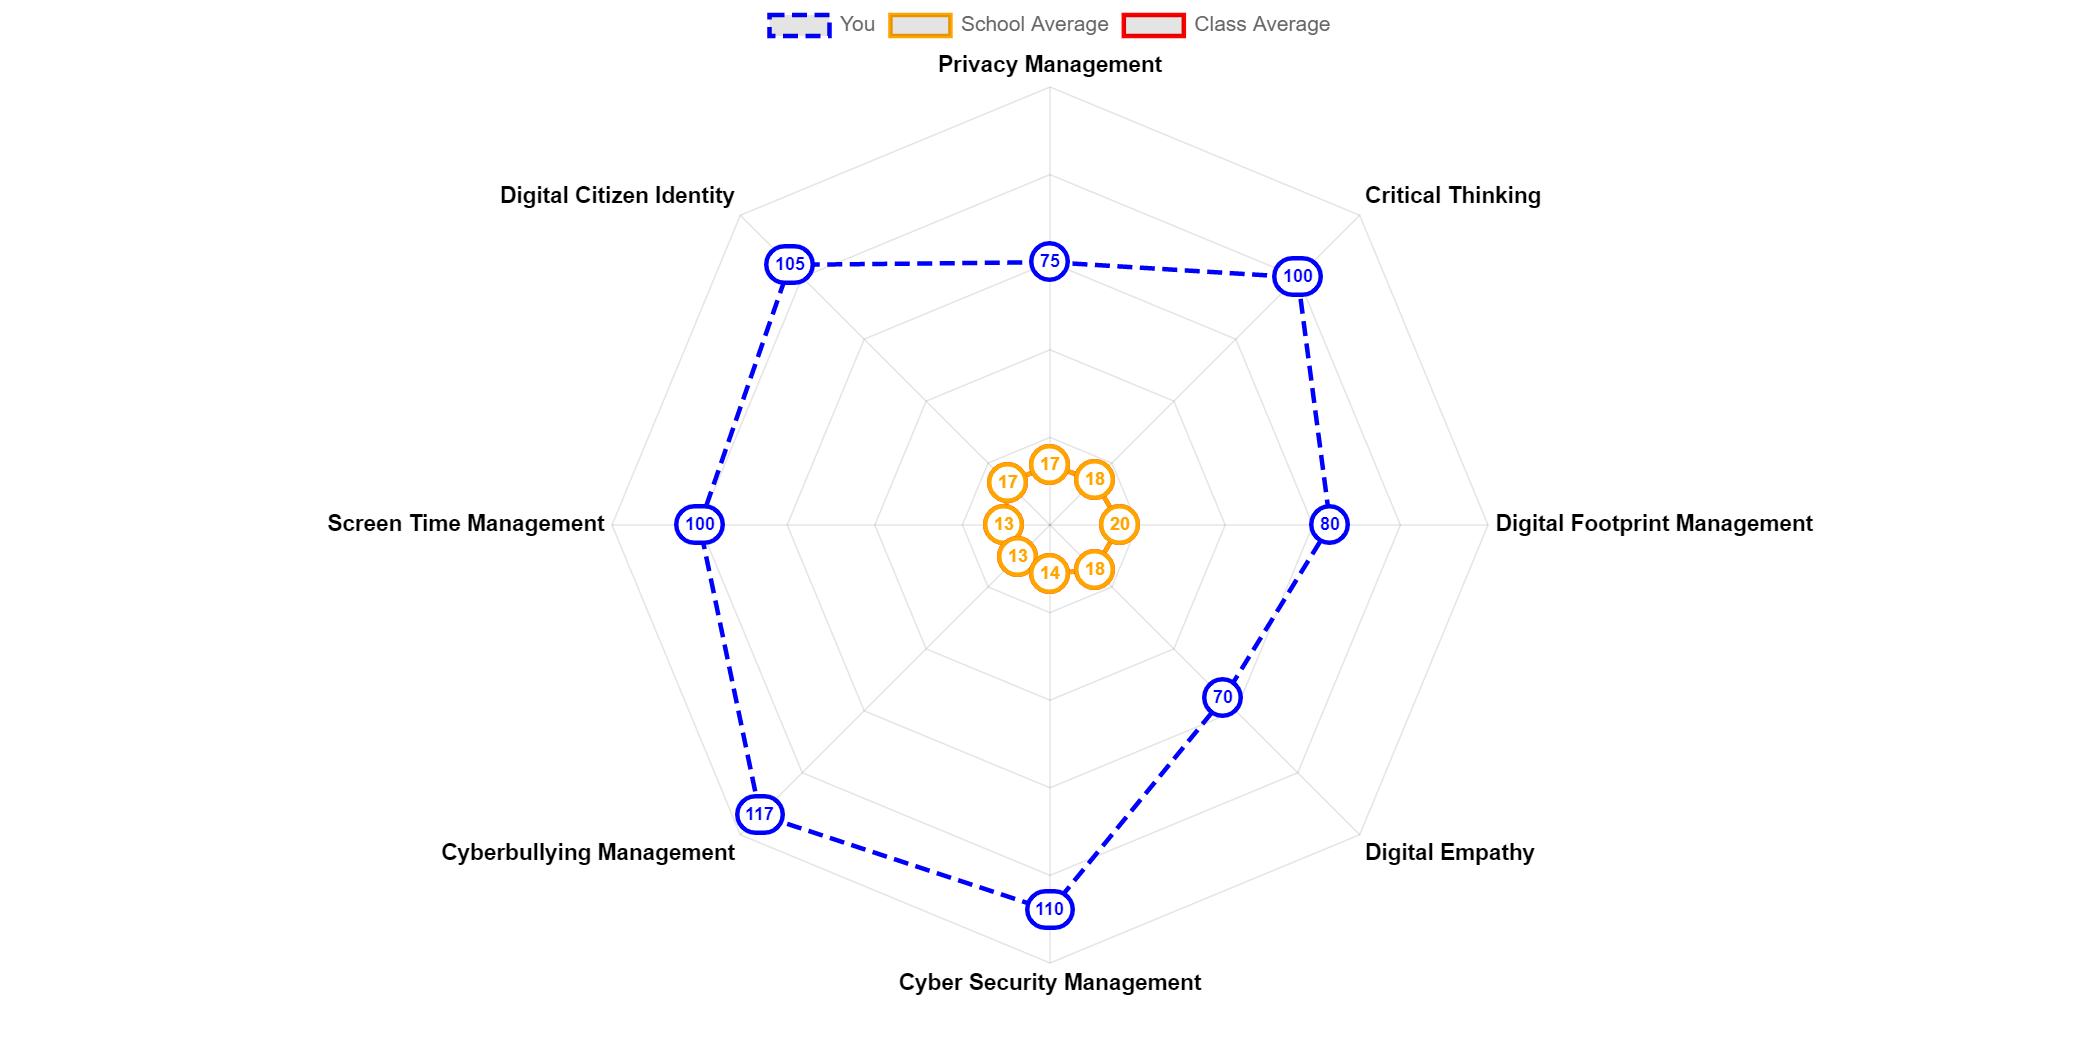 You School Average Class Average
Privacy Management
Digital Citizen Identity Critical Thinking
105 75 100
17
17 18
Screen Time Management 100 13 20 80 Digital Footprint Management
13 18
14
70
117
Cyberbullying Management Digital Empathy
110
Cyber Security Management